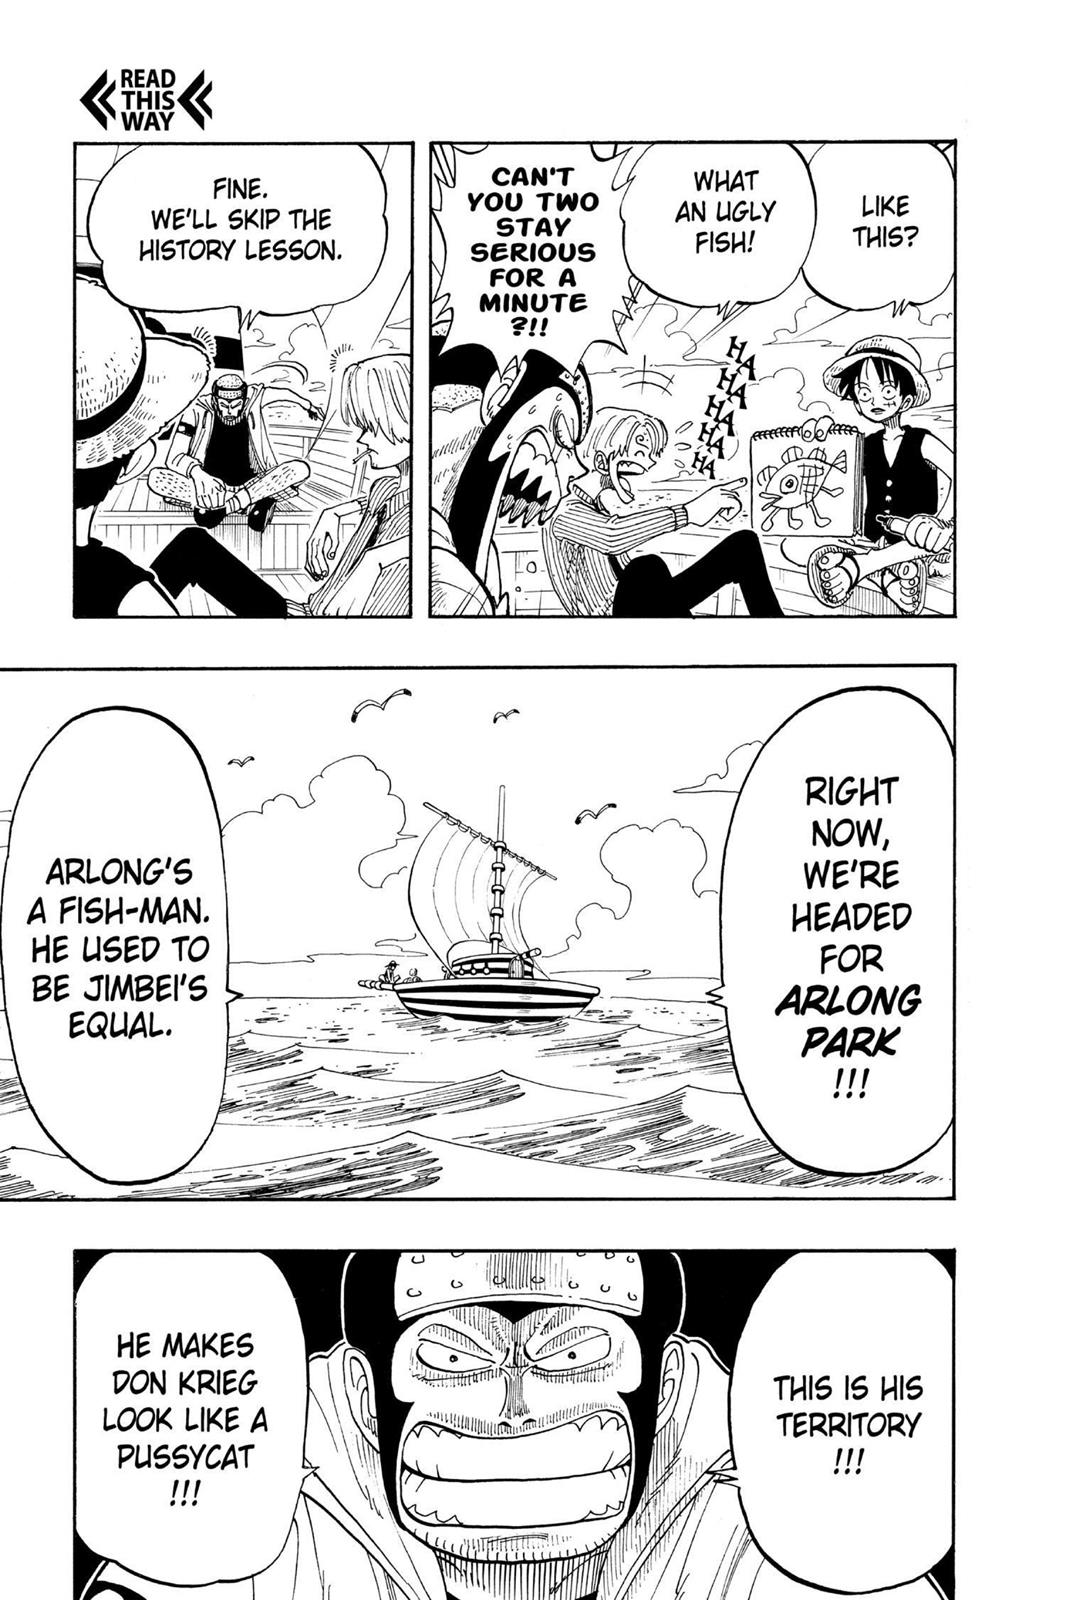 READ
THIS
WAY
LIKE
THIS?
WHAT
AN UGLY
FISH!
HA
HA
HA
HA
HA
CAN'T
YOU TWO
STAY
SERIOUS
FOR A
MINUTE
?!!
FINE.
WE'LL SKIP THE
HISTORY LESSON.
RIGHT
NOW,
WE'RE
HEADED
FOR
ARLONG
PARK
!!!
ARLONG'S
A FISH-MAN.
HE USED TO
BE JIMBEI'S
EQUAL.
THIS IS HIS
TERRITORY
!!!
HE MAKES
DON KRIEG
LOOK LIKE A
PUSSYCAT
!!!